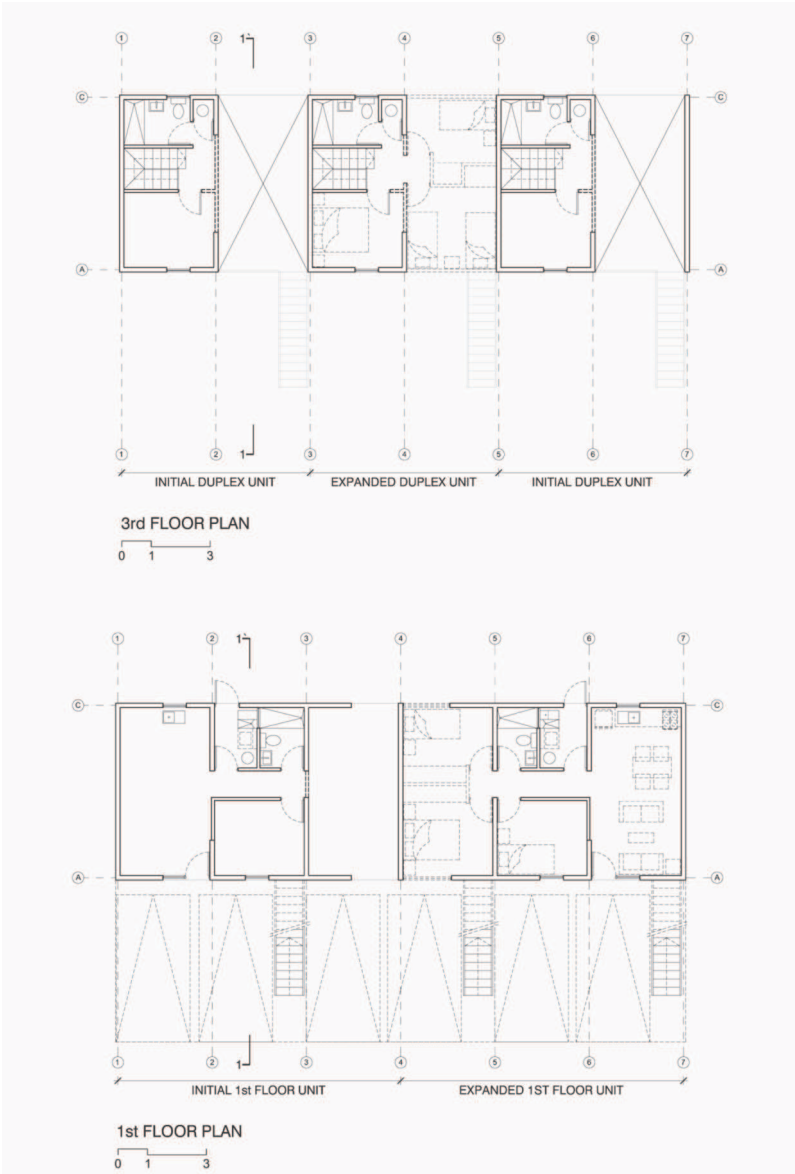 1 2 1 3 4 5 6 7
C C
A A
1 2 1 3 4 5 6 7
INITIAL DUPLEX UNIT EXPANDED DUPLEX UNIT INITIAL DUPLEX UNIT
3rd FLOOR PLAN
0 1 3
1 2 1 3 4 5 6 7
C C
A A
1 2 1 3 4 5 6 7
INITIAL 1st FLOOR UNIT EXPANDED 1ST FLOOR UNIT
1st FLOOR PLAN
0 1 3